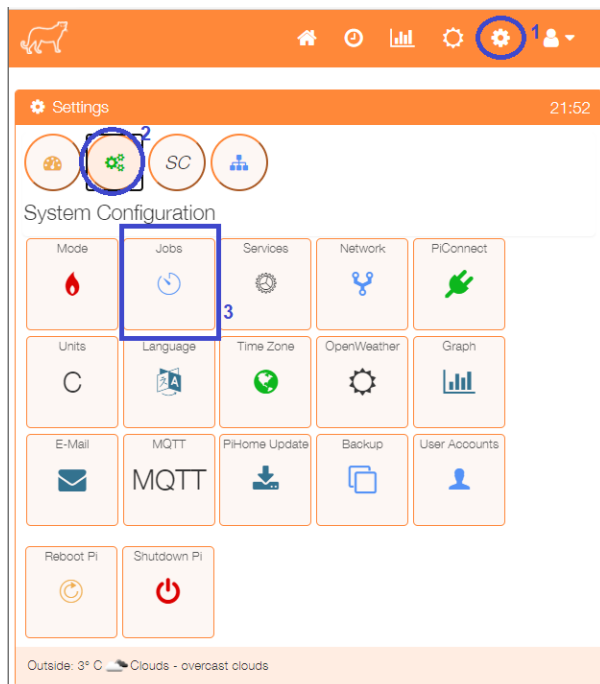 1
Settings 21:52
2
SC
System Configuration
Mode Jobs Services Network PiConnect
3
Units Language Time Zone OpenWeather Graph
C A
E-Mail MQTT PiHome Update Backup User Accounts
MQTT
Reboot Pi Shutdown Pi
Outside: 3° C Clouds - overcast clouds